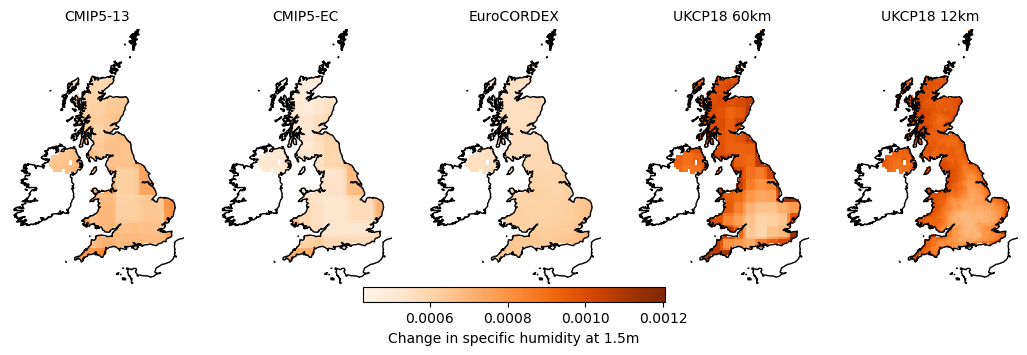 CMIP5-13 CMIP5-EC EuroCORDEX UKCP18 60km UKCP18 12km
0.0006 0.0008 0.0010 0.0012
Change in specific humidity at 1.5m